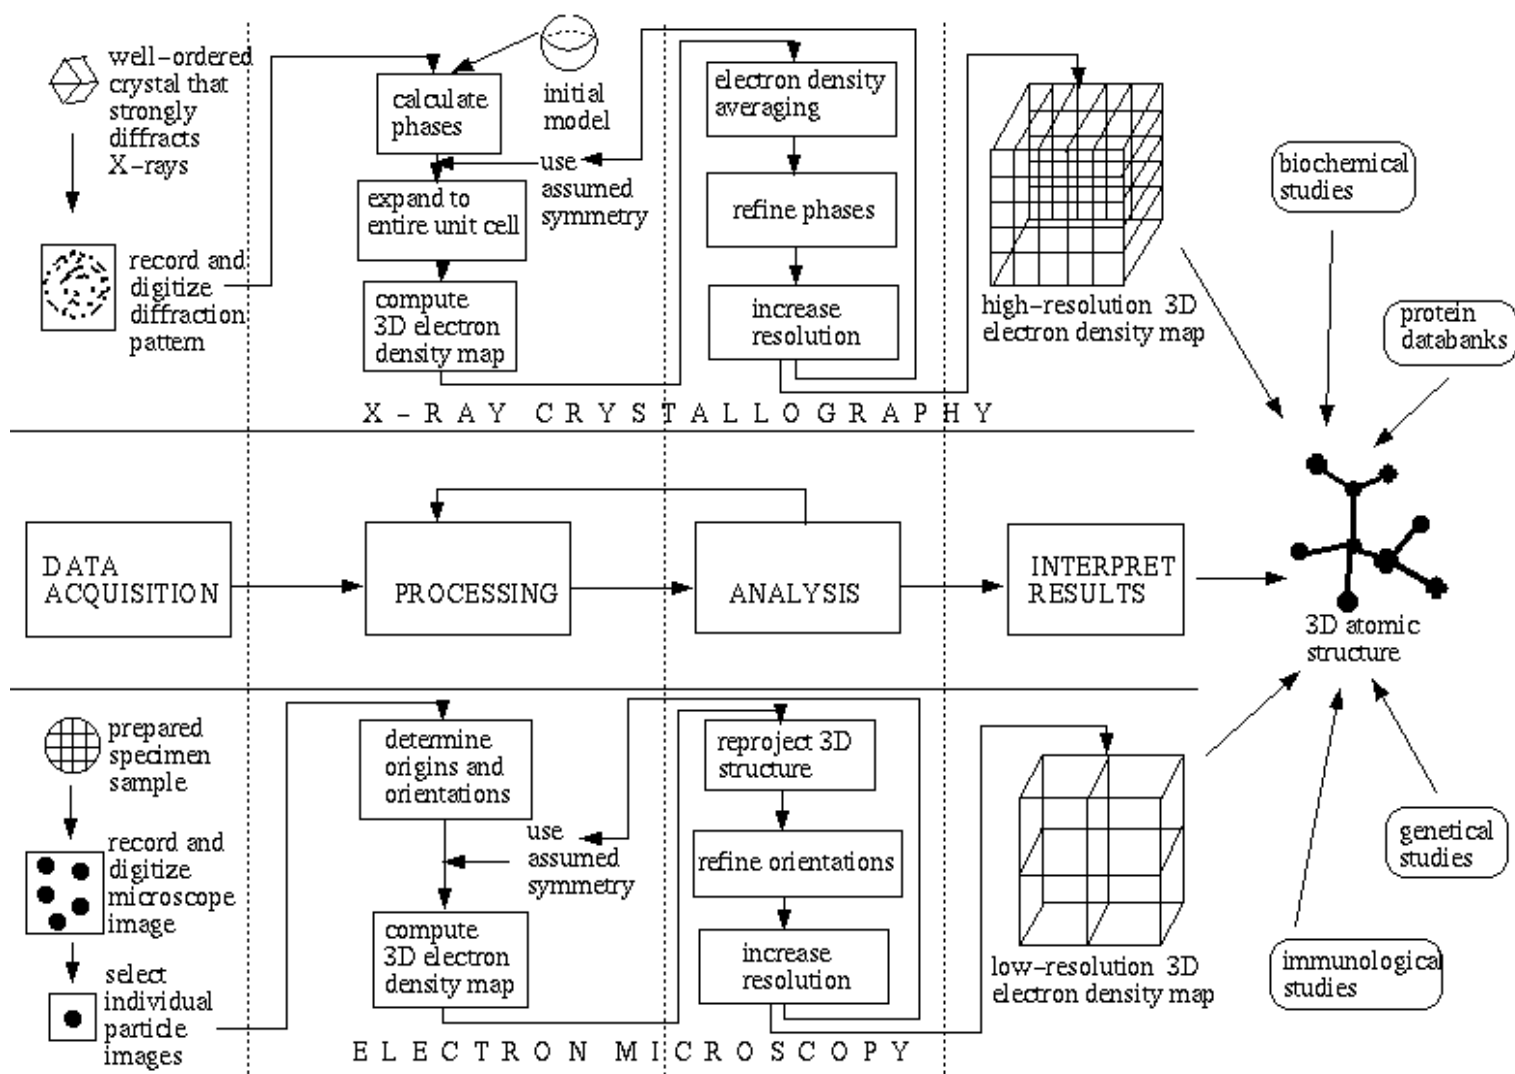 well-ordered
crystal that
strongly
diffracts
X-rays
record and
digitize
diffraction
pattern
calculate
phases
initial
model
use
assumed
symmetry
expand to
entire unit cell
compute
3D electron
density map
electron density
averaging
refine phases
increase
resolution
high-resolution 3D
electron density map
X-RAY CRYSTALLOGRAPHY
biochemical
studies
protein
databanks
DATA
ACQUISITION
PROCESSING
ANALYSIS
INTERPRET
RESULTS
3D atomic
structure
prepared
specimen
sample
record and
digitize
microscope
image
select
individual
particle
images
determine
origins and
orientations
use
assumed
symmetry
compute
3D electron
density map
reproject 3D
structure
refine orientations
increase
resolution
low-resolution 3D
electron density map
ELECTRON MICROSCOPY
genetical
studies
immunological
studies